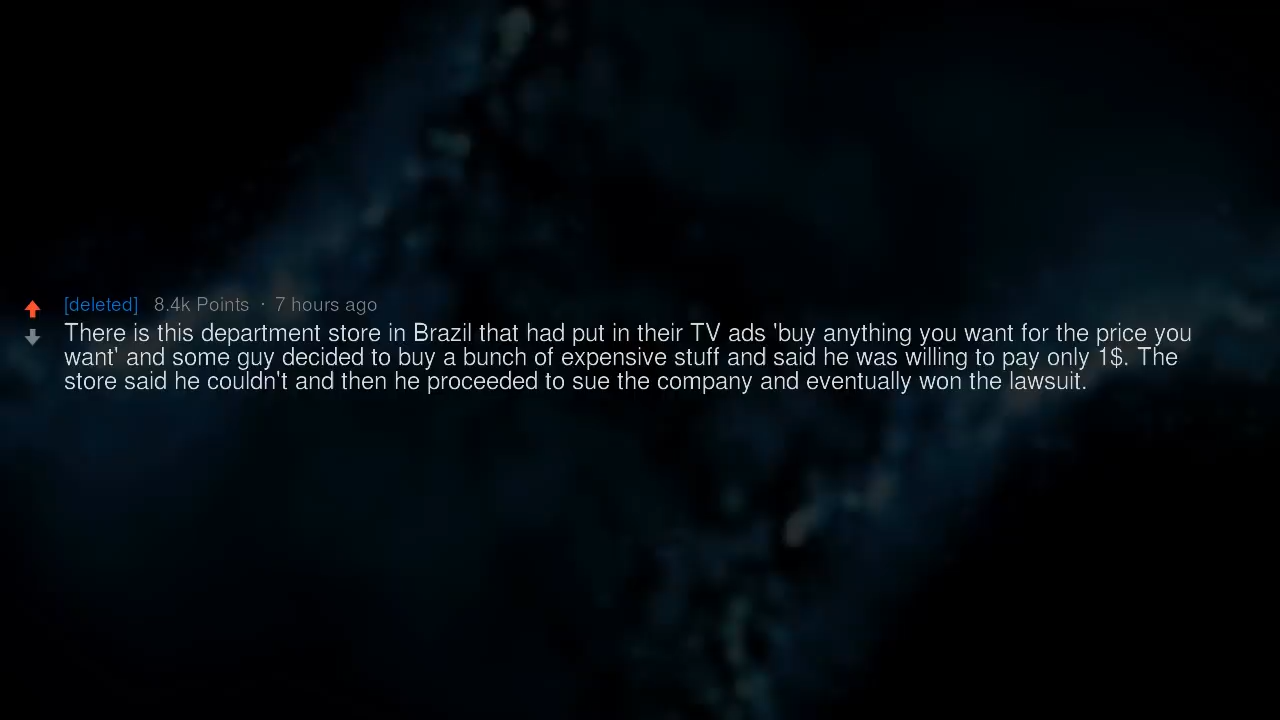 [deleted] 8.4k Points · 7 hours ago
There is this department store in Brazil that had put in their TV ads 'buy anything you want for the price you
want' and some guy decided to buy a bunch of expensive stuff and said he was willing to pay only 1$. The
store said he couldn't and then he proceeded to sue the company and eventually won the lawsuit.